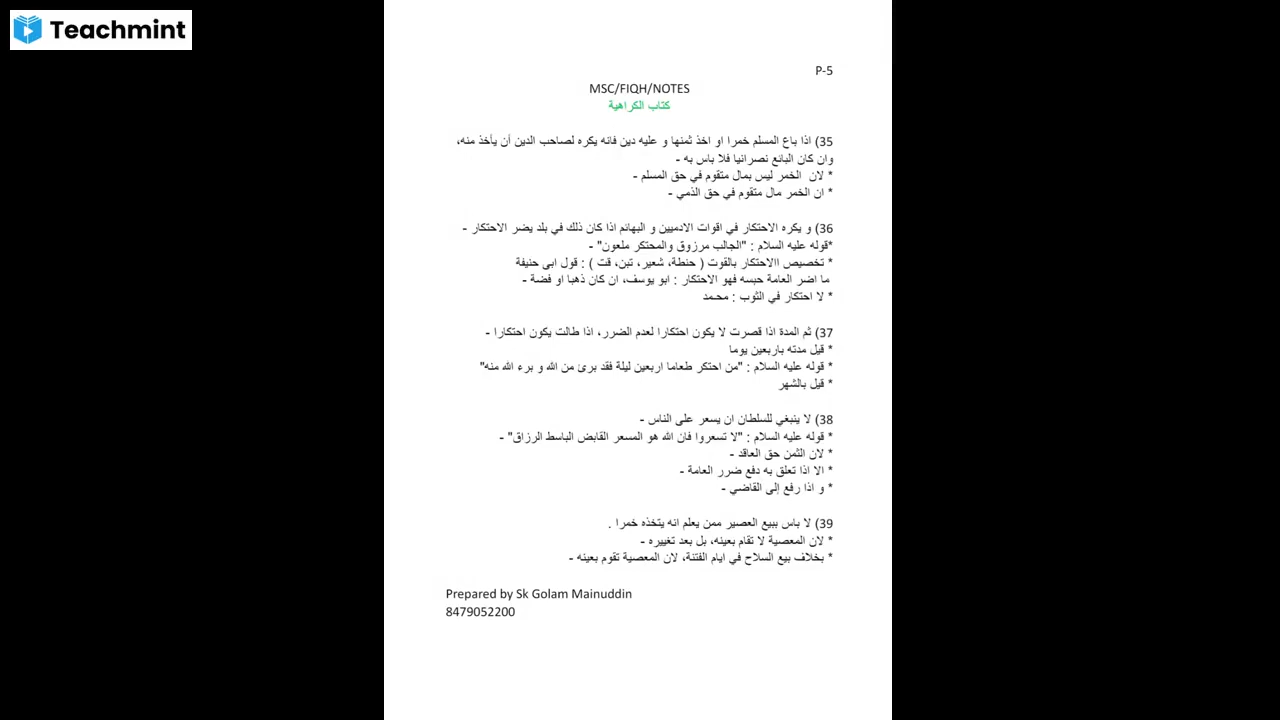 Teachmint
P-5
MSC/FIQH/NOTES
كتاب الكراهية
35) اذا باع المسلم خمرا او اخذ ثمنها و عليه دين فانه يكره لصاحب الدين أن يأخذ منه،
وان كان البائع نصرانيا فلا باس به -
* لان الخمر ليس بمال متقوم في حق المسلم -
* ان الخمر مال متقوم في حق الذمي -
36) و يكره الاحتكار في اقوات الادميين و البهائم اذا كان ذلك في بلد يضر الاحتكار -
*قوله عليه السلام : "الجالب مرزوق والمحتكر ملعون" -
* تخصيص االاحتكار بالقوت ( حنطة، شعير، تبن، قت ) : قول ابى حنيفة
ما اضر العامة حبسه فهو الاحتكار : ابو يوسف، ان كان ذهبا او فضة -
* لا احتكار في الثوب : محمد
37) ثم المدة اذا قصرت لا يكون احتكارا لعدم الضرر، اذا طالت يكون احتكارا -
* قيل مدته باربعين يوما
* قوله عليه السلام : "من احتكر طعاما اربعين ليلة فقد برئ من الله و برء الله منه"
* قيل بالشهر
38) لا ينبغي للسلطان ان يسعر على الناس -
* قوله عليه السلام : "لا تسعروا فان الله هو المسعر القابض الباسط الرزاق" -
* لان الثمن حق العاقد -
* الا اذا تعلق به دفع ضرر العامة -
* و اذا رفع إلى القاضي -
39) لا باس ببيع العصير ممن يعلم انه يتخذه خمرا .
* لان المعصية لا تقام بعينه، بل بعد تغييره -
* بخلاف بيع السلاح في ايام الفتنة، لان المعصية تقوم بعينه -
Prepared by Sk Golam Mainuddin
8479052200